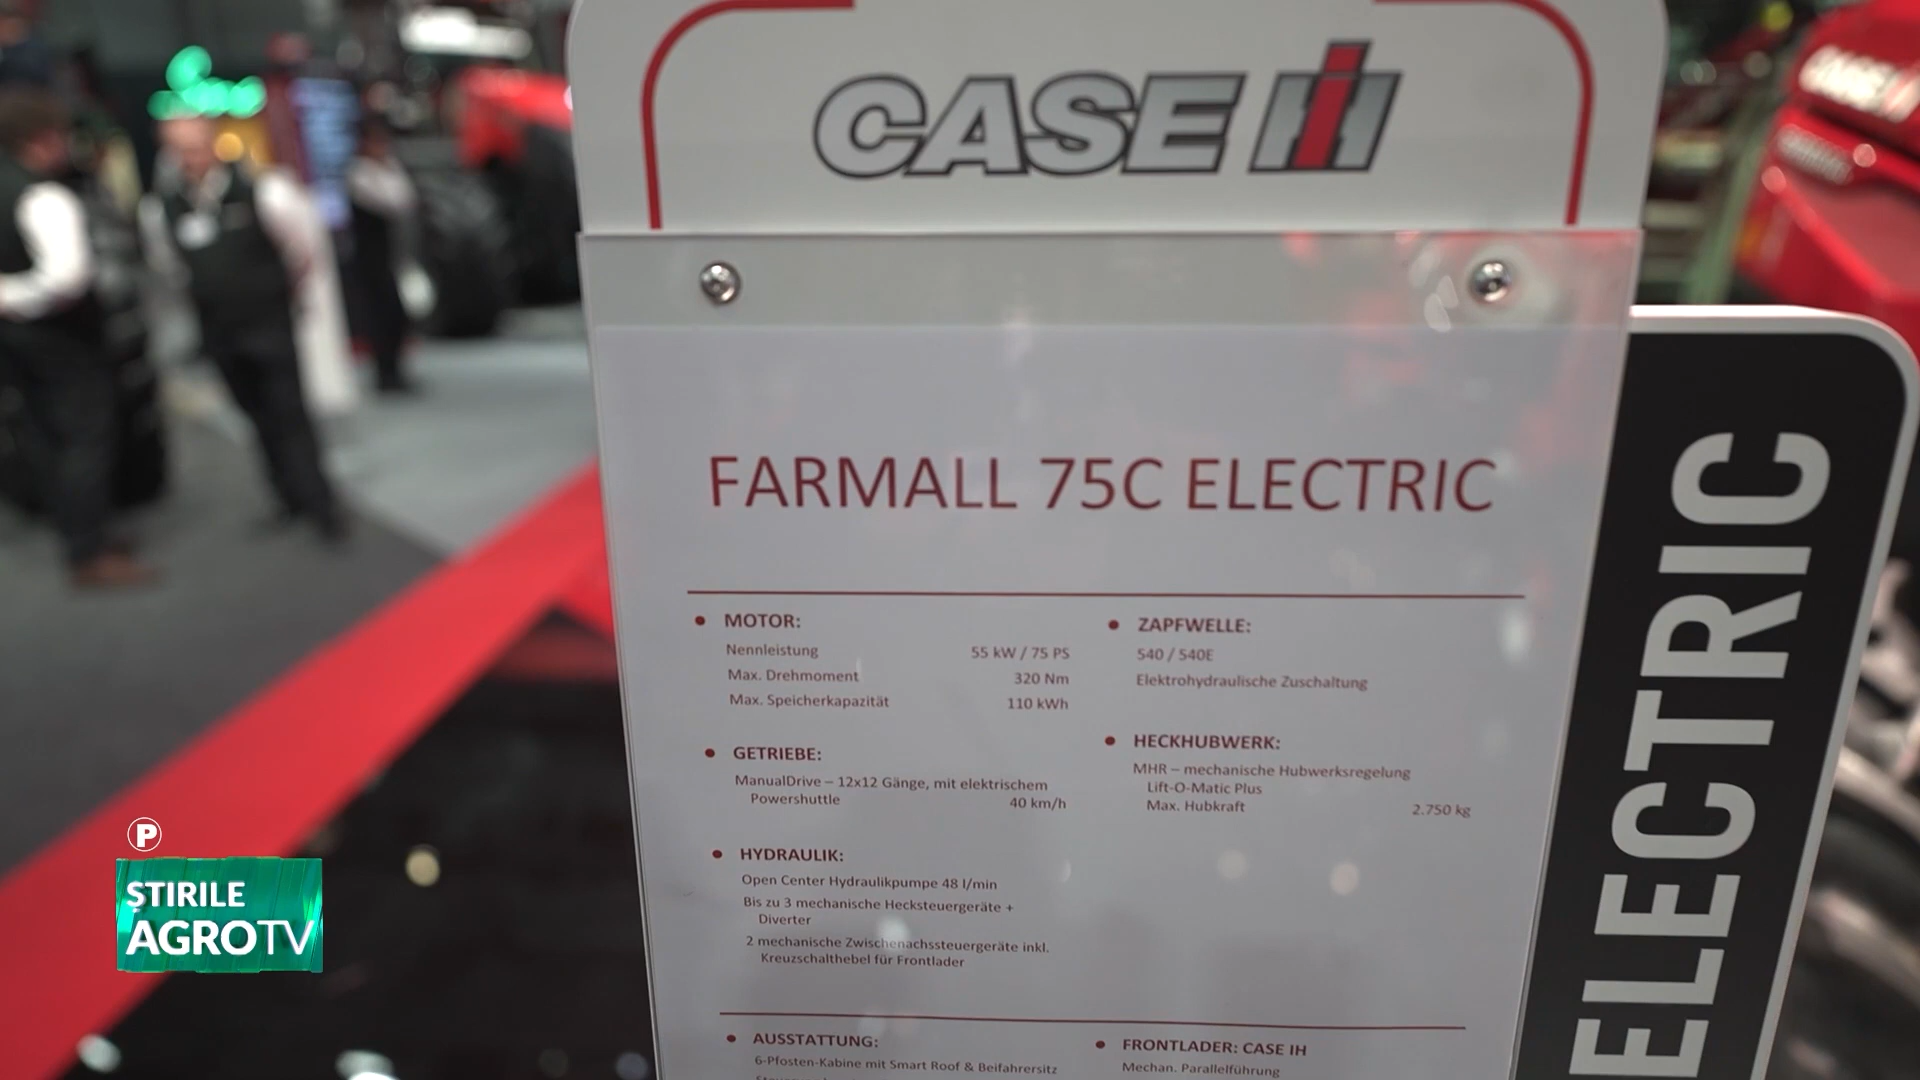 CASE IH
CASE IH
FARMALL 75C ELECTRIC
MOTOR:
Nennleistung 55 kW / 75 PS
Max. Drehmoment 320 Nm
Max. Speicherkapazität 110 kWh
GETRIEBE:
ManualDrive – 12x12 Gänge, mit elektrischem
Powershuttle 40 km/h
HYDRAULIK:
Open Center Hydraulikpumpe 48 l/min
Bis zu 3 mechanische Hecksteuergeräte +
Diverter
2 mechanische Zwischenachssteuergeräte inkl.
Kreuzschalthebel für Frontlader
ZAPFWELLE:
540 / 540E
Elektrohydraulische Zuschaltung
HECKHUBWERK:
MHR – mechanische Hubwerksregelung
Lift-O-Matic Plus
Max. Hubkraft 2.750 kg
AUSSTATTUNG:
6-Pfosten-Kabine mit Smart Roof & Beifahrersitz
FRONTLADER: CASE IH
Mechan. Parallelführung
ELECTRIC
P
ȘTIRILE
AGROTV